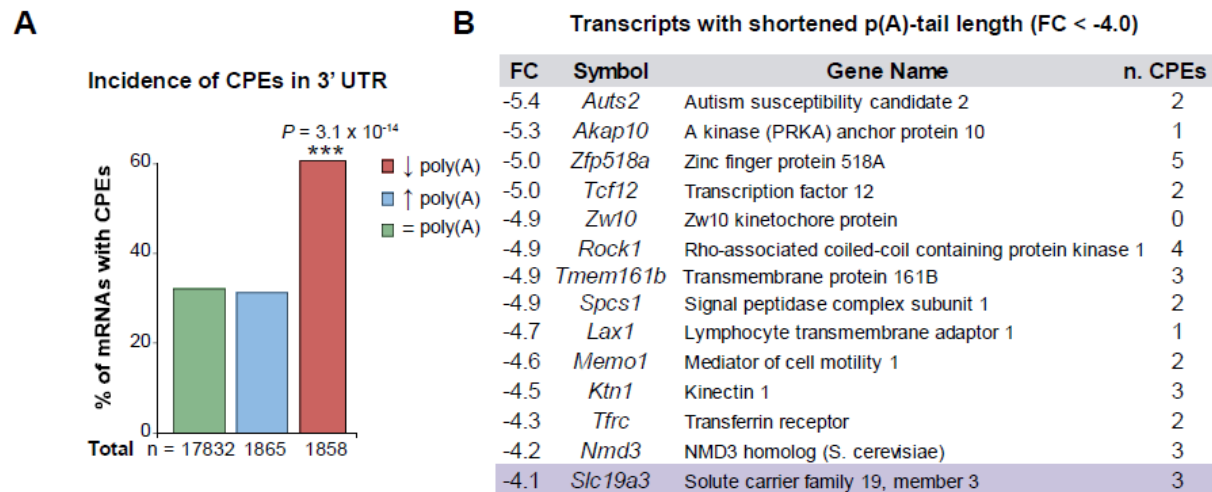 A
Incidence of CPEs in 3' UTR
P = 3.1 x 10-14
***
% of mRNAs with CPEs
60
40
20
0
↓ poly(A)
↑ poly(A)
= poly(A)
Total n = 17832 1865 1858
B
Transcripts with shortened p(A)-tail length (FC < -4.0)
FC Symbol Gene Name n. CPEs
-5.4 Auts2 Autism susceptibility candidate 2 2
-5.3 Akap10 A kinase (PRKA) anchor protein 10 1
-5.0 Zfp518a Zinc finger protein 518A 5
-5.0 Tcf12 Transcription factor 12 2
-4.9 Zw10 Zw10 kinetochore protein 0
-4.9 Rock1 Rho-associated coiled-coil containing protein kinase 1 4
-4.9 Tmem161b Transmembrane protein 161B 3
-4.9 Spcs1 Signal peptidase complex subunit 1 2
-4.7 Lax1 Lymphocyte transmembrane adaptor 1 1
-4.6 Memo1 Mediator of cell motility 1 2
-4.5 Ktn1 Kinectin 1 3
-4.3 Tfrc Transferrin receptor 2
-4.2 Nmd3 NMD3 homolog (S. cerevisiae) 3
-4.1 Slc19a3 Solute carrier family 19, member 3 3